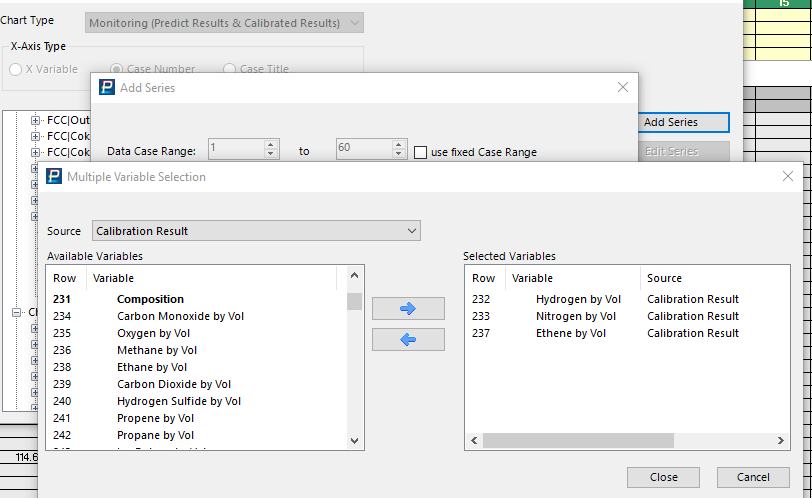 15
Chart Type
Monitoring (Predict Results & Calibrated Results)
X-Axis Type
X Variable
Case Number
Case Title
Add Series
FCC|Out
FCC|Cok
FCC|Cok
Add Series
Data Case Range:
1
to
60
use fixed Case Range
Edit Series
Multiple Variable Selection
Source
Calibration Result
Available Variables
Selected Variables
Row Variable
Row Variable Source
231 Composition
232 Hydrogen by Vol Calibration Result
234 Carbon Monoxide by Vol
233 Nitrogen by Vol Calibration Result
235 Oxygen by Vol
237 Ethene by Vol Calibration Result
236 Methane by Vol
238 Ethane by Vol
239 Carbon Dioxide by Vol
240 Hydrogen Sulfide by Vol
241 Propene by Vol
242 Propane by Vol
114.6
Close
Cancel